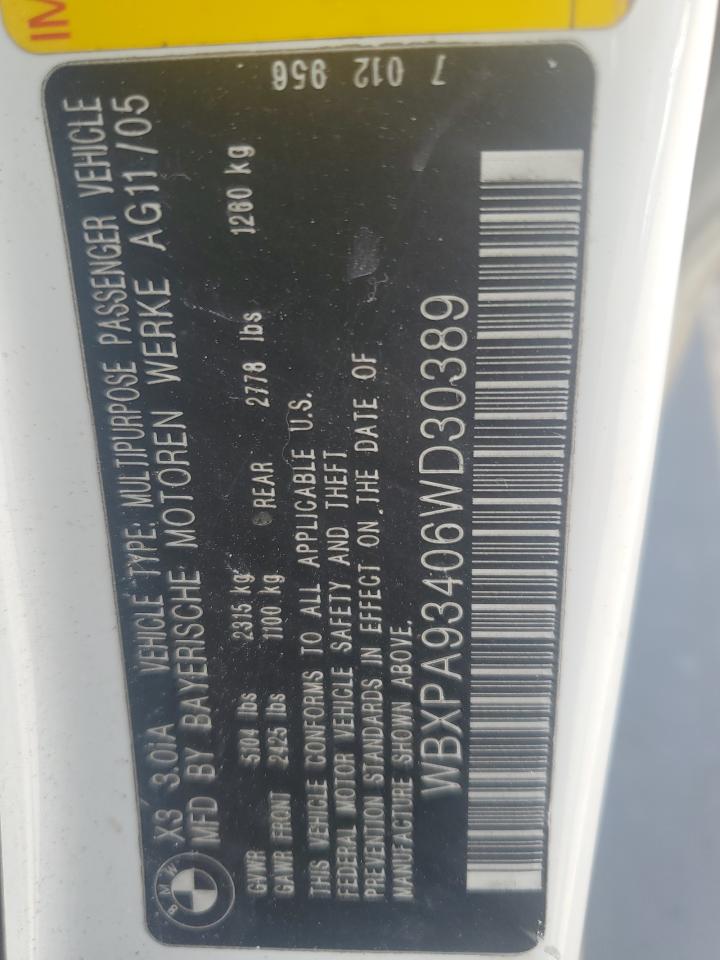 IM
BMW
X3 3.0iA VEHICLE TYPE: MULTIPURPOSE PASSENGER VEHICLE
MFD BY BAYERISCHE MOTOREN WERKE AG11/05
GVWR 5104 lbs 2315 kg
GAWR FRONT 2425 lbs 1100 kg REAR 2778 lbs 1260 kg
THIS VEHICLE CONFORMS TO ALL APPLICABLE U.S.
FEDERAL MOTOR VEHICLE SAFETY AND THEFT
PREVENTION STANDARDS IN EFFECT ON THE DATE OF
MANUFACTURE SHOWN ABOVE.
WBXPA93406WD30389
7 012 956